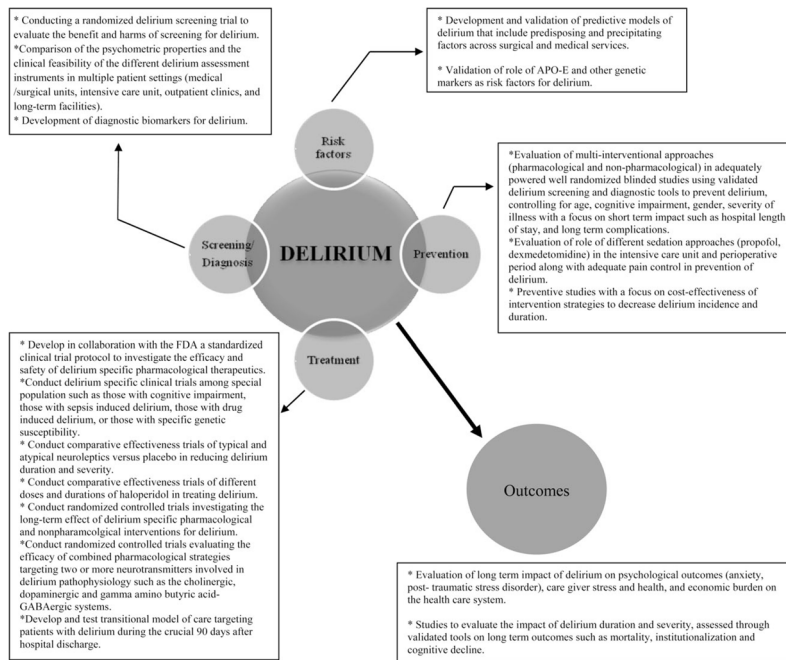 * Conducting a randomized delirium screening trial to
evaluate the benefit and harms of screening for delirium.
*Comparison of the psychometric properties and the
clinical feasibility of the different delirium assessment
instruments in multiple patient settings (medical
/surgical units, intensive care unit, outpatient clinics, and
long-term facilities).
* Development of diagnostic biomarkers for delirium.
* Development and validation of predictive models of
delirium that include predisposing and precipitating
factors across surgical and medical services.
* Validation of role of APO-E and other genetic
markers as risk factors for delirium.
Risk
factors
Screening/
Diagnosis
DELIRIUM
Prevention
Treatment
*Evaluation of multi-interventional approaches
(pharmacological and non-pharmacological) in adequately
powered well randomized blinded studies using validated
delirium screening and diagnostic tools to prevent delirium,
controlling for age, cognitive impairment, gender, severity of
illness with a focus on short term impact such as hospital length
of stay, and long term complications.
*Evaluation of role of different sedation approaches (propofol,
dexmedetomidine) in the intensive care unit and perioperative
period along with adequate pain control in prevention of
delirium.
* Preventive studies with a focus on cost-effectiveness of
intervention strategies to decrease delirium incidence and
duration.
* Develop in collaboration with the FDA a standardized
clinical trial protocol to investigate the efficacy and
safety of delirium specific pharmacological therapeutics.
*Conduct delirium specific clinical trials among special
population such as those with cognitive impairment,
those with sepsis induced delirium, those with drug
induced delirium, or those with specific genetic
susceptibility.
* Conduct comparative effectiveness trials of typical and
atypical neuroleptics versus placebo in reducing delirium
duration and severity.
* Conduct comparative effectiveness trials of different
doses and durations of haloperidol in treating delirium.
* Conduct randomized controlled trials investigating the
long-term effect of delirium specific pharmacological
and nonpharamcolgical interventions for delirium.
*Conduct randomized controlled trials evaluating the
efficacy of combined pharmacological strategies
targeting two or more neurotransmitters involved in
delirium pathophysiology such as the cholinergic,
dopaminergic and gamma amino butyric acid-
GABAergic systems.
*Develop and test transitional model of care targeting
patients with delirium during the crucial 90 days after
hospital discharge.
Outcomes
* Evaluation of long term impact of delirium on psychological outcomes (anxiety,
post- traumatic stress disorder), care giver stress and health, and economic burden on
the health care system.
* Studies to evaluate the impact of delirium duration and severity, assessed through
validated tools on long term outcomes such as mortality, institutionalization and
cognitive decline.